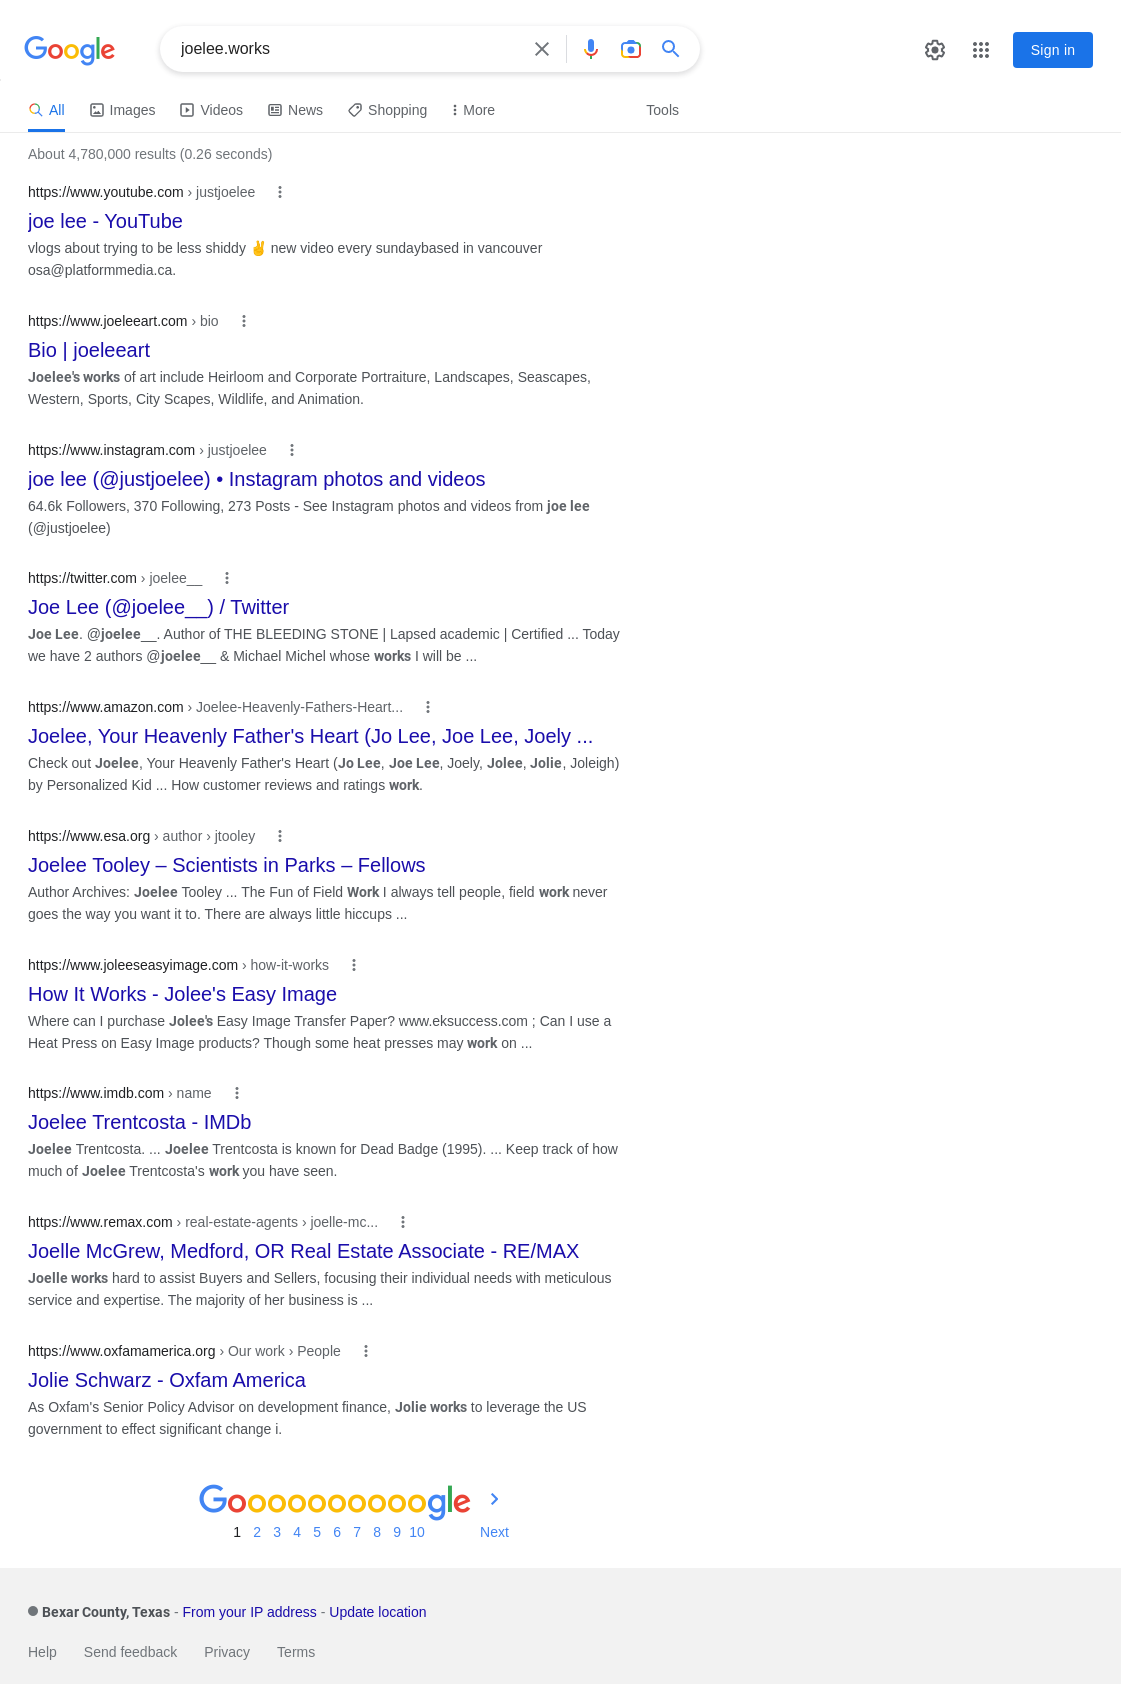 Google
joelee.works
Sign in
All
Images
Videos
News
Shopping
More
Tools
About 4,780,000 results (0.26 seconds)
https://www.youtube.com › justjoelee
joe lee - YouTube
vlogs about trying to be less shiddy ✌️ new video every sundaybased in vancouver
osa@platformmedia.ca.
https://www.joeleeart.com › bio
Bio | joeleeart
Joelee's works of art include Heirloom and Corporate Portraiture, Landscapes, Seascapes,
Western, Sports, City Scapes, Wildlife, and Animation.
https://www.instagram.com › justjoelee
joe lee (@justjoelee) • Instagram photos and videos
64.6k Followers, 370 Following, 273 Posts - See Instagram photos and videos from joe lee
(@justjoelee)
https://twitter.com › joelee__
Joe Lee (@joelee__) / Twitter
Joe Lee. @joelee__. Author of THE BLEEDING STONE | Lapsed academic | Certified ... Today
we have 2 authors @joelee__ & Michael Michel whose works I will be ...
https://www.amazon.com › Joelee-Heavenly-Fathers-Heart...
Joelee, Your Heavenly Father's Heart (Jo Lee, Joe Lee, Joely ...
Check out Joelee, Your Heavenly Father's Heart (Jo Lee, Joe Lee, Joely, Jolee, Jolie, Joleigh)
by Personalized Kid ... How customer reviews and ratings work.
https://www.esa.org › author › jtooley
Joelee Tooley – Scientists in Parks – Fellows
Author Archives: Joelee Tooley ... The Fun of Field Work I always tell people, field work never
goes the way you want it to. There are always little hiccups ...
https://www.joleeseasyimage.com › how-it-works
How It Works - Jolee's Easy Image
Where can I purchase Jolee's Easy Image Transfer Paper? www.eksuccess.com ; Can I use a
Heat Press on Easy Image products? Though some heat presses may work on ...
https://www.imdb.com › name
Joelee Trentcosta - IMDb
Joelee Trentcosta. ... Joelee Trentcosta is known for Dead Badge (1995). ... Keep track of how
much of Joelee Trentcosta's work you have seen.
https://www.remax.com › real-estate-agents › joelle-mc...
Joelle McGrew, Medford, OR Real Estate Associate - RE/MAX
Joelle works hard to assist Buyers and Sellers, focusing their individual needs with meticulous
service and expertise. The majority of her business is ...
https://www.oxfamamerica.org › Our work › People
Jolie Schwarz - Oxfam America
As Oxfam's Senior Policy Advisor on development finance, Jolie works to leverage the US
government to effect significant change i.
Goooooooooogle
1 2 3 4 5 6 7 8 9 10 Next
Bexar County, Texas - From your IP address - Update location
Help Send feedback Privacy Terms